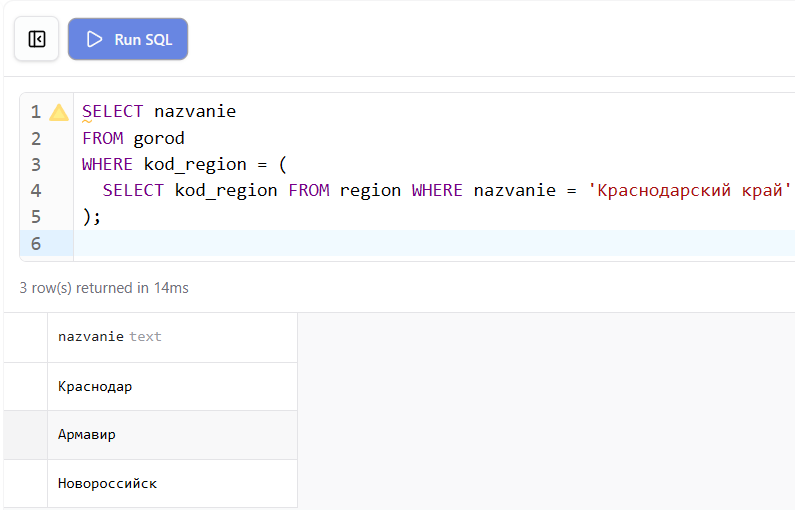 Run SQL
1 SELECT nazvanie
2 FROM gorod
3 WHERE kod_region = (
4 SELECT kod_region FROM region WHERE nazvanie = 'Краснодарский край'
5 );
6
3 row(s) returned in 14ms
nazvanie text
Краснодар
Армавир
Новороссийск